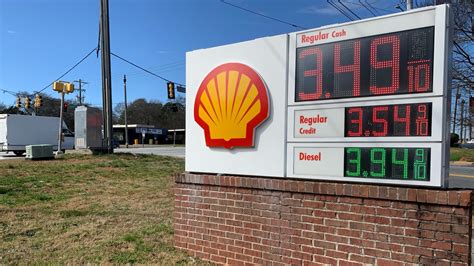 Regular Cash
3.49 9/10
Regular
Credit
3.54 9/10
Diesel
3.94 9/10